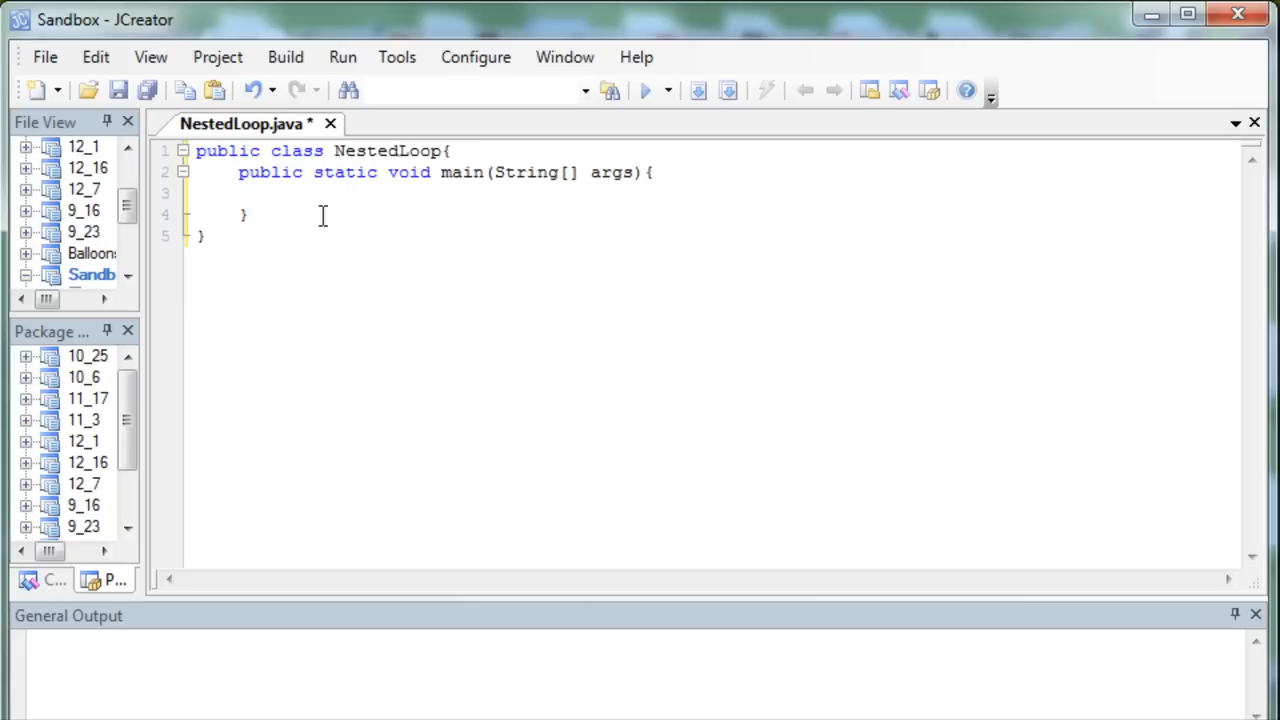 Sandbox - JCreator
File Edit View Project Build Run Tools Configure Window Help
File View
12_1
12_16
12_7
9_16
9_23
Balloon
Sandb
Package ...
10_25
10_6
11_17
11_3
12_1
12_16
12_7
9_16
9_23
C... P...
NestedLoop.java *
1 public class NestedLoop{
2 public static void main(String[] args){
3
4 }
5 }
General Output